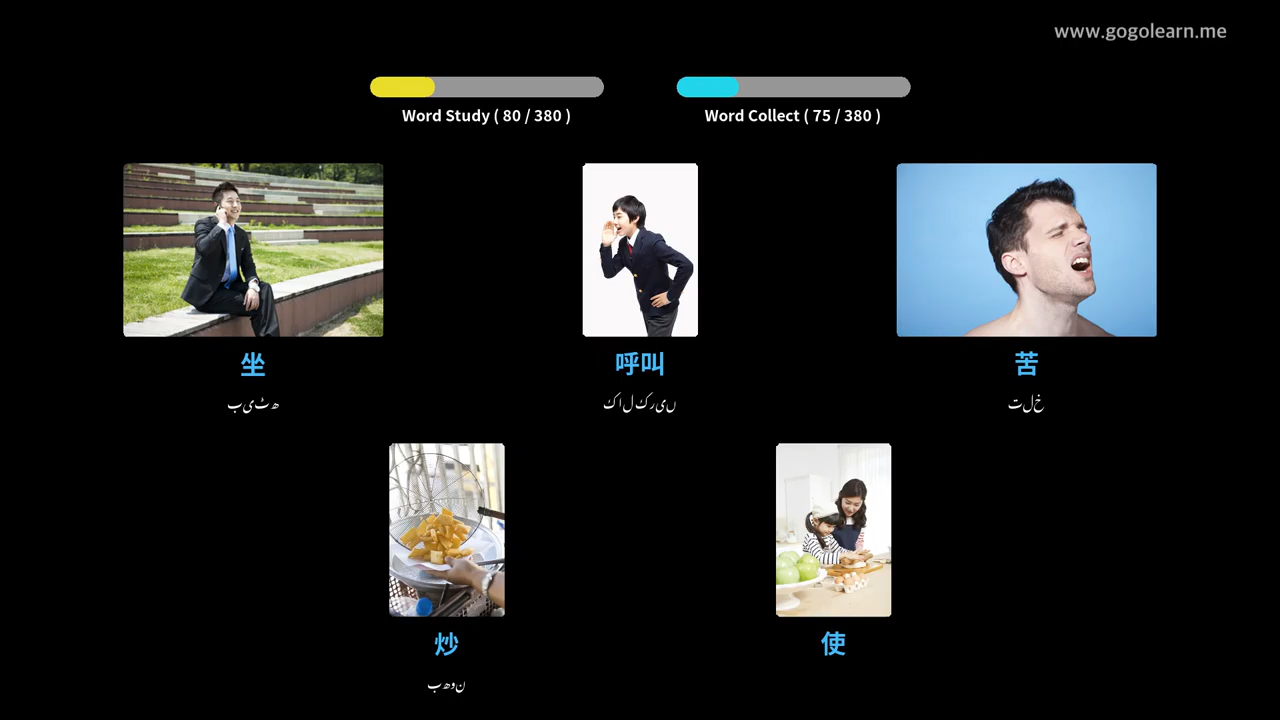 www.gogolearn.me
Word Study ( 80 / 380 )
Word Collect ( 75 / 380 )
坐
呼叫
苦
بیٹھ
کال کریں
تلخ
炒
使
بھون